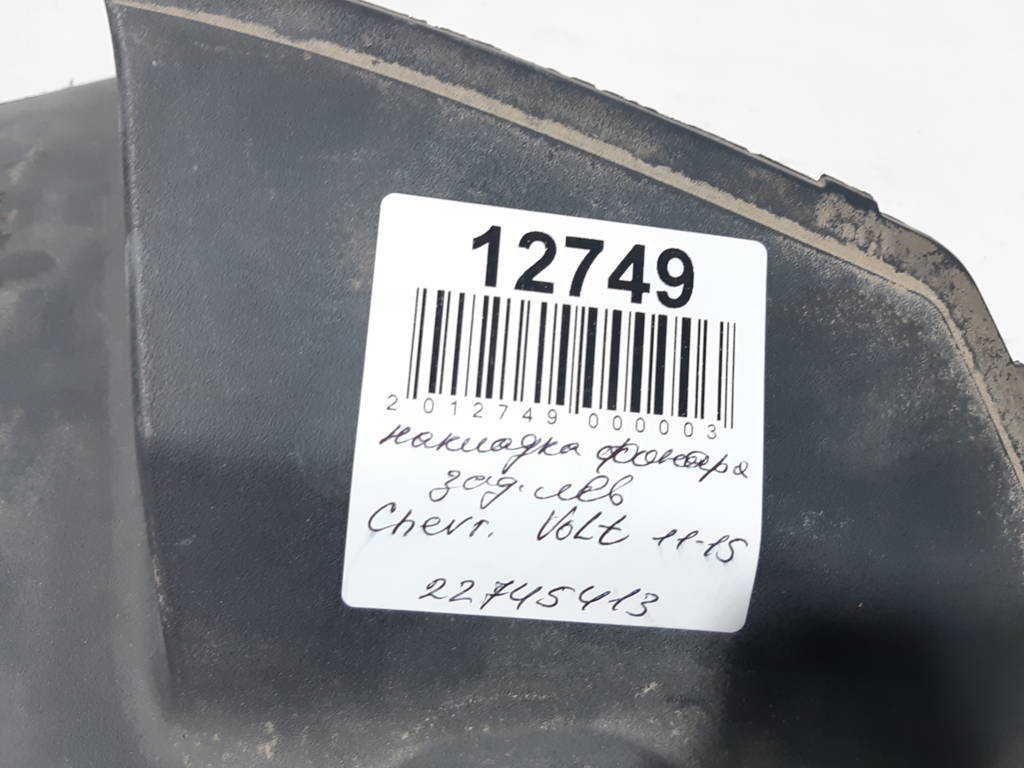 12749
2 012749 000003
накладка фонаря
зад. лев
Chevr. Volt 11-15
22745413